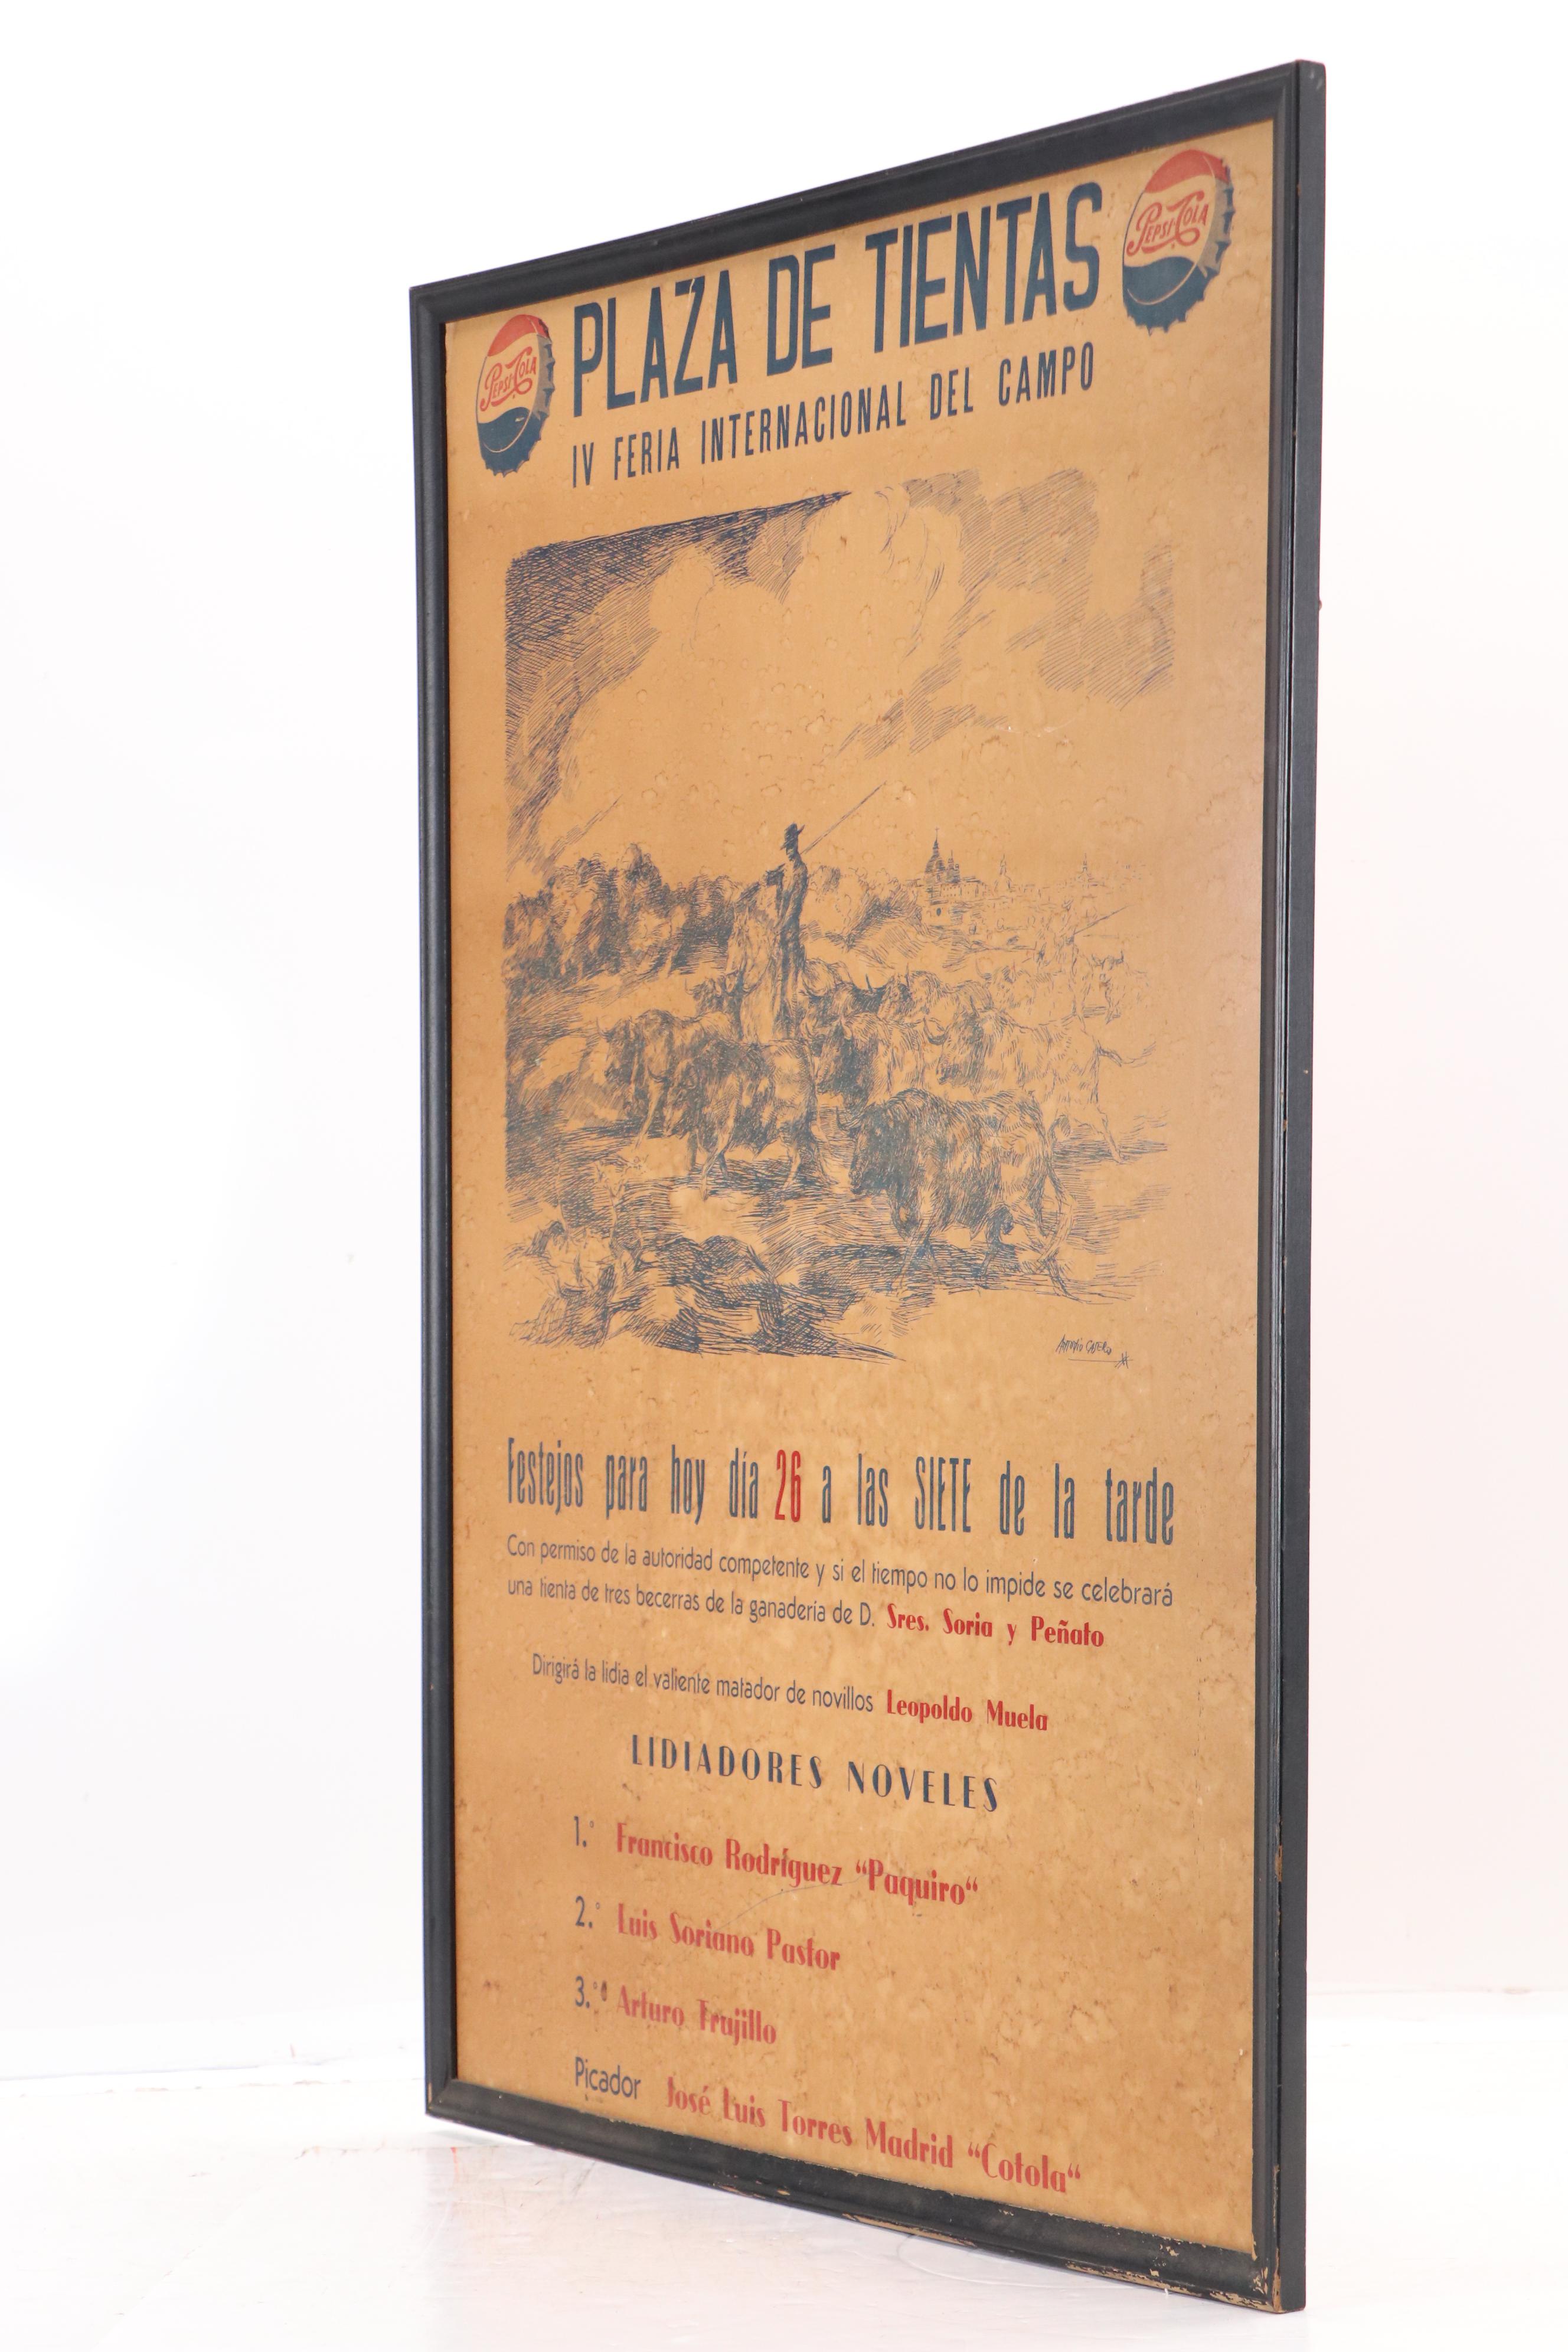 PEPSI-COLA
PLAZA DE TIENTAS
PEPSI-COLA
IV FERIA INTERNACIONAL DEL CAMPO
ANTONIO CASERO
Festejos para hoy día 26 a las SIETE de la tarde
Con permiso de la autoridad competente y si el tiempo no lo impide se celebrará
una tienta de tres becerras de la ganadería de D. Sres. Soria y Peñato
Dirigirá la lidia el valiente matador de novillos Leopoldo Muela
LIDIADORES NOVELES
1.° Francisco Rodríguez “Paquiro“
2.° Luis Soriano Pastor
3.° Arturo Trujillo
Picador José Luis Torres Madrid “Cotola“